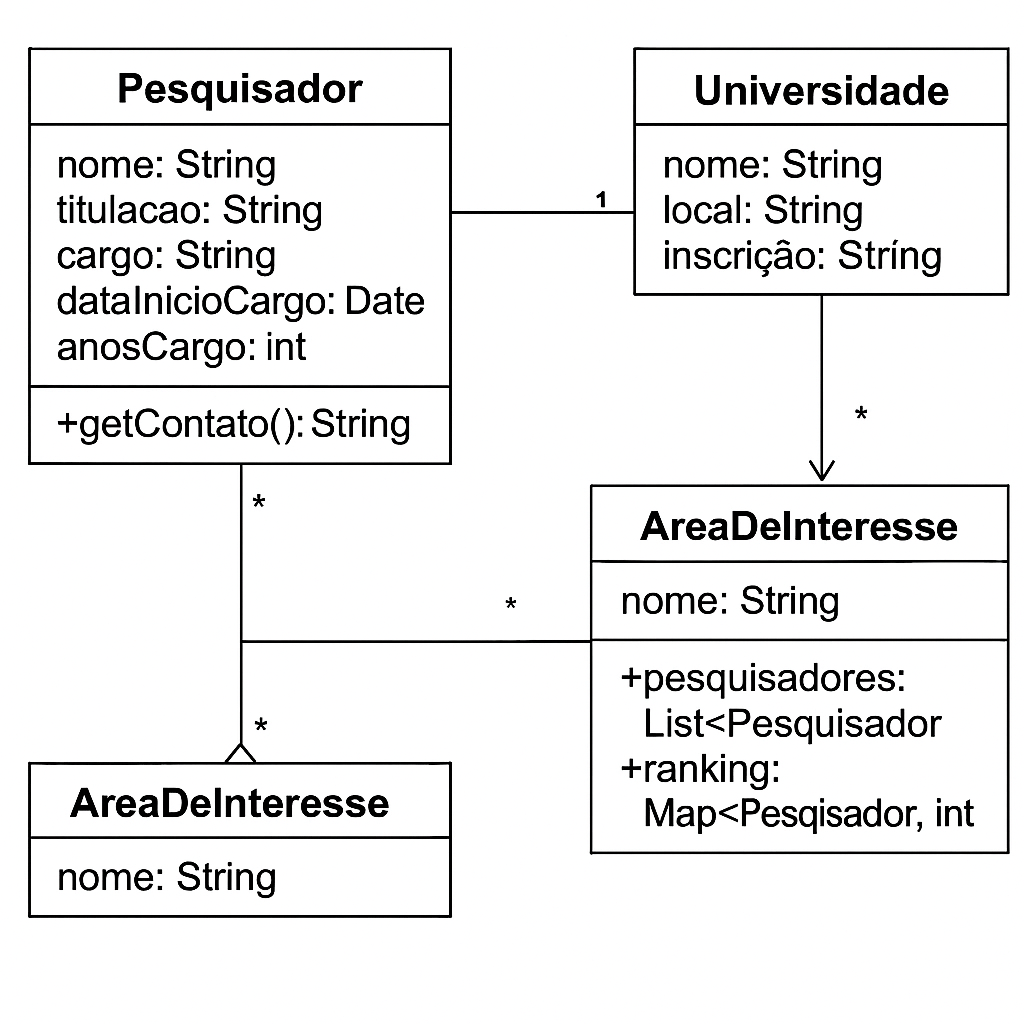 Pesquisador
nome: String
titulacao: String
cargo: String
dataInicioCargo: Date
anosCargo: int
+getContato(): String
1
Universidade
nome: String
local: String
inscrição: Stríng
*
*
*
*
AreaDeInteresse
nome: String
+pesquisadores:
List<Pesquisador
+ranking:
Map<Pesqisador, int
AreaDeInteresse
nome: String